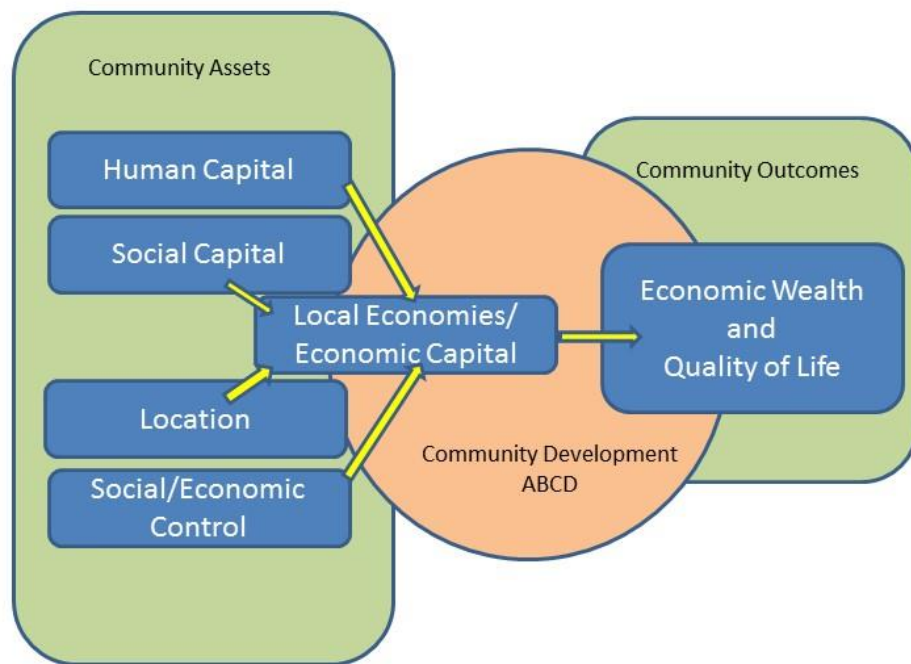 Community Assets
Human Capital
Social Capital
Local Economies/
Economic Capital
Location
Social/Economic
Control
Community Development
ABCD
Community Outcomes
Economic Wealth
and
Quality of Life